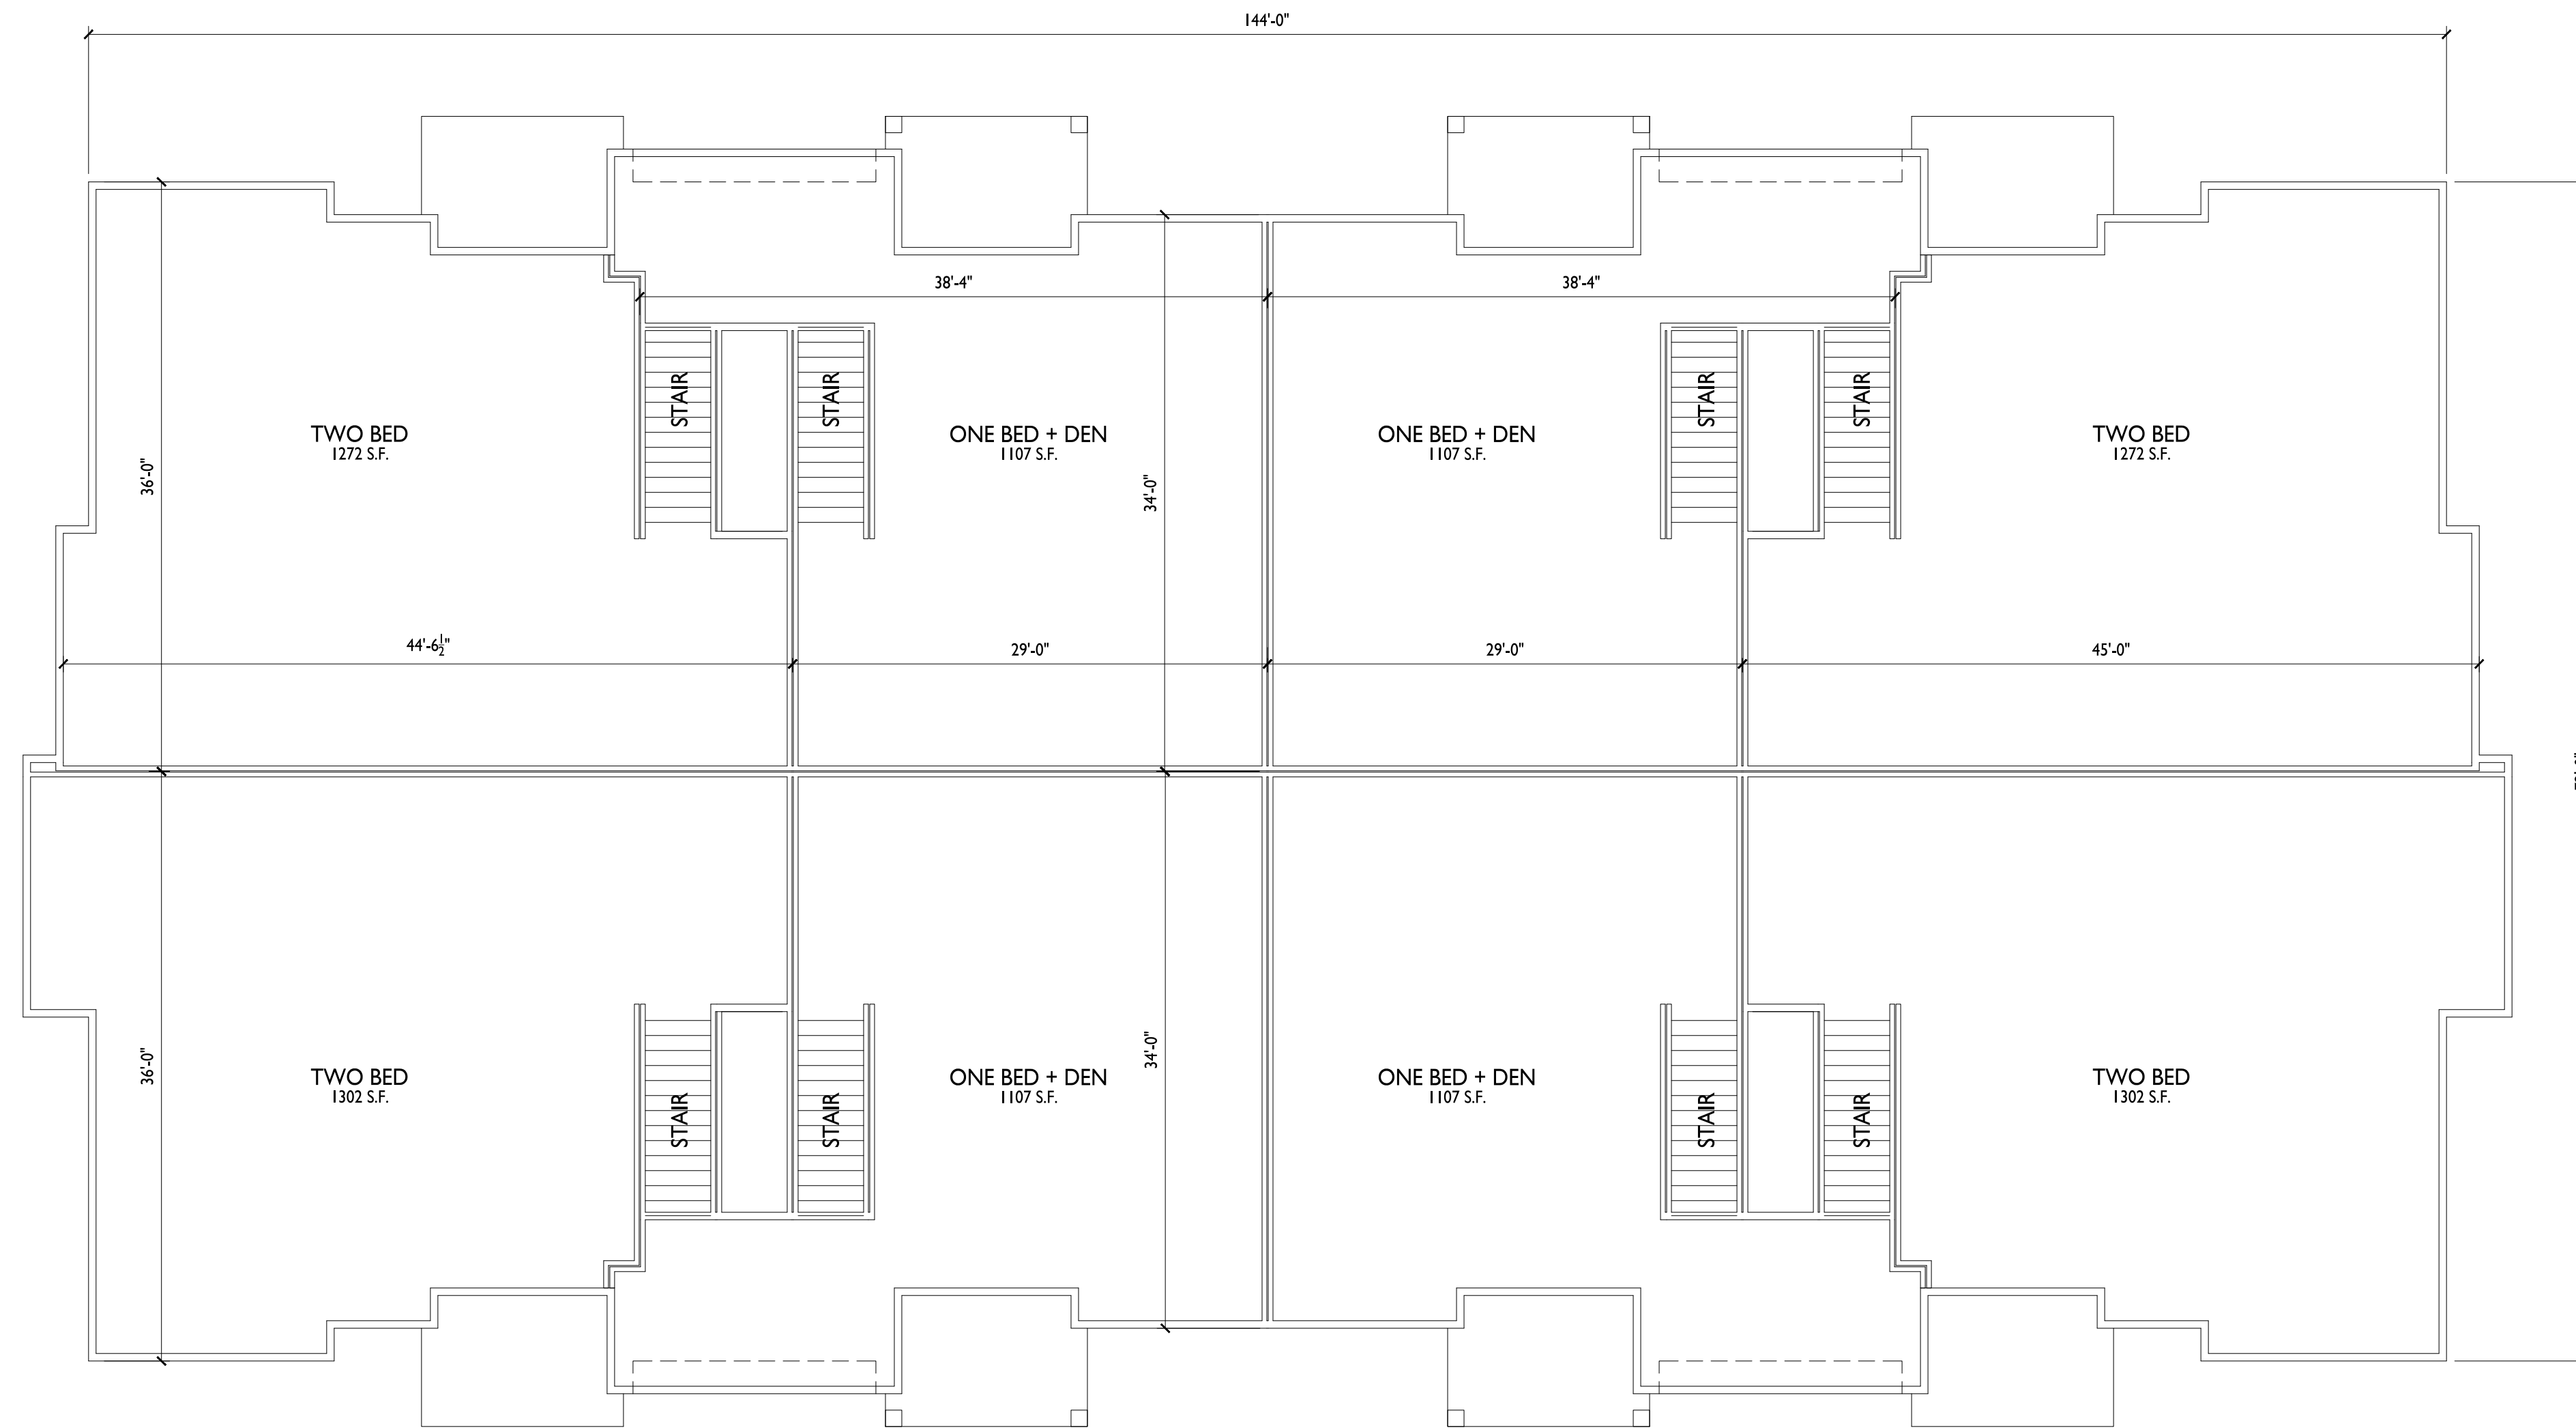 144'-0"
38'-4"
38'-4"
STAIR
STAIR
STAIR
STAIR
TWO BED
1272 S.F.
ONE BED + DEN
1107 S.F.
ONE BED + DEN
1107 S.F.
TWO BED
1272 S.F.
36'-0"
34'-0"
44'-6½"
29'-0"
29'-0"
45'-0"
36'-0"
34'-0"
TWO BED
1302 S.F.
ONE BED + DEN
1107 S.F.
ONE BED + DEN
1107 S.F.
TWO BED
1302 S.F.
STAIR
STAIR
STAIR
STAIR